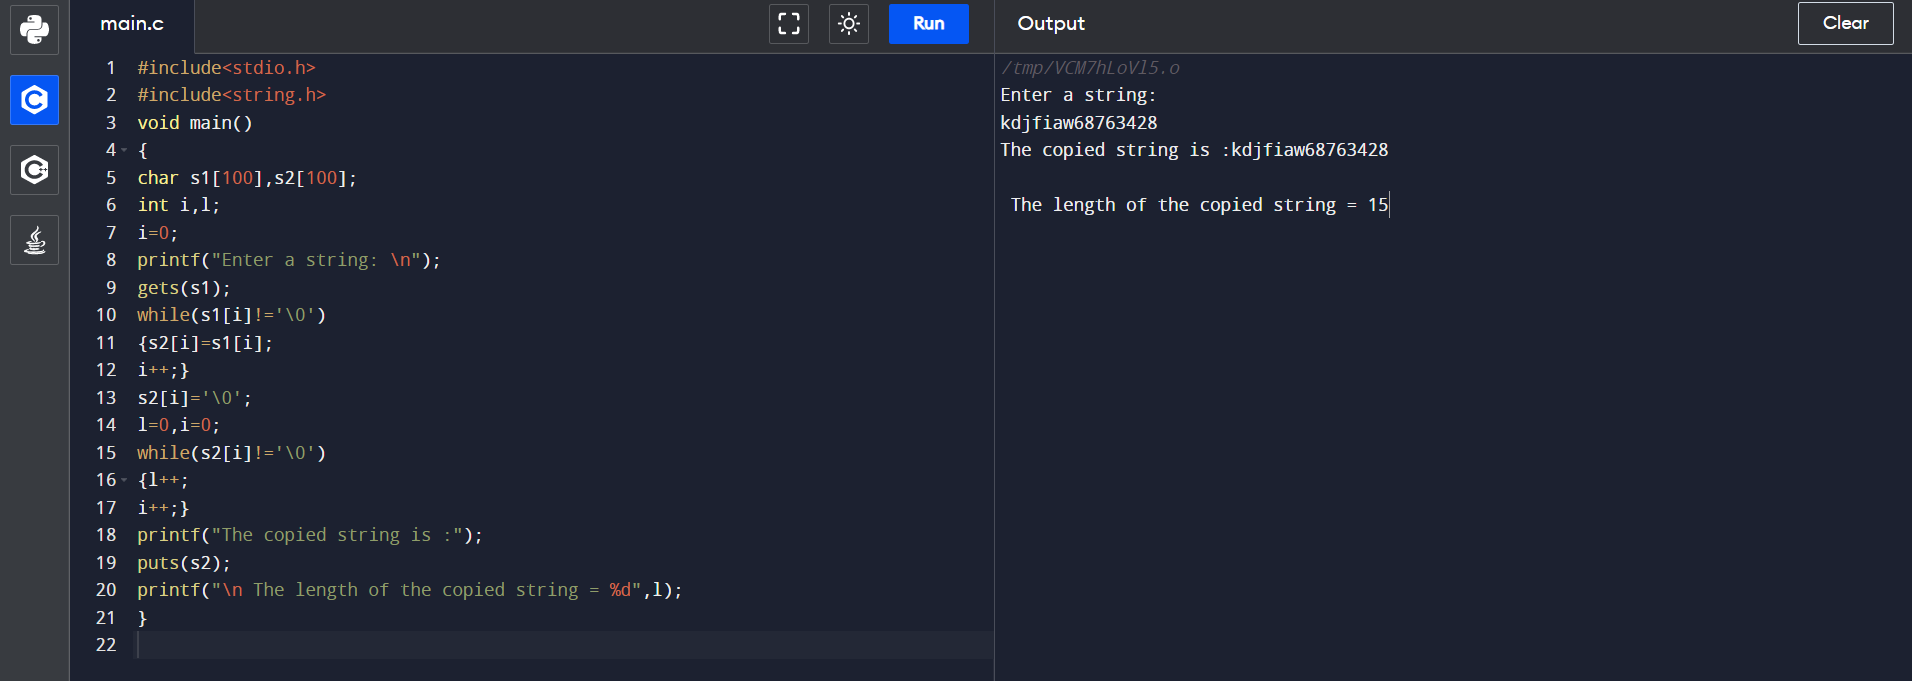 main.c
Run
1 #include<stdio.h>
2 #include<string.h>
3 void main()
4 {
5 char s1[100],s2[100];
6 int i,l;
7 i=0;
8 printf("Enter a string: \n");
9 gets(s1);
10 while(s1[i]!='\0')
11 {s2[i]=s1[i];
12 i++;}
13 s2[i]='\0';
14 l=0,i=0;
15 while(s2[i]!='\0')
16 {l++;
17 i++;}
18 printf("The copied string is :");
19 puts(s2);
20 printf("\n The length of the copied string = %d",l);
21 }
22
Output
Clear
/tmp/VCM7hLoVl5.o
Enter a string:
kdjfiaw68763428
The copied string is :kdjfiaw68763428
The length of the copied string = 15